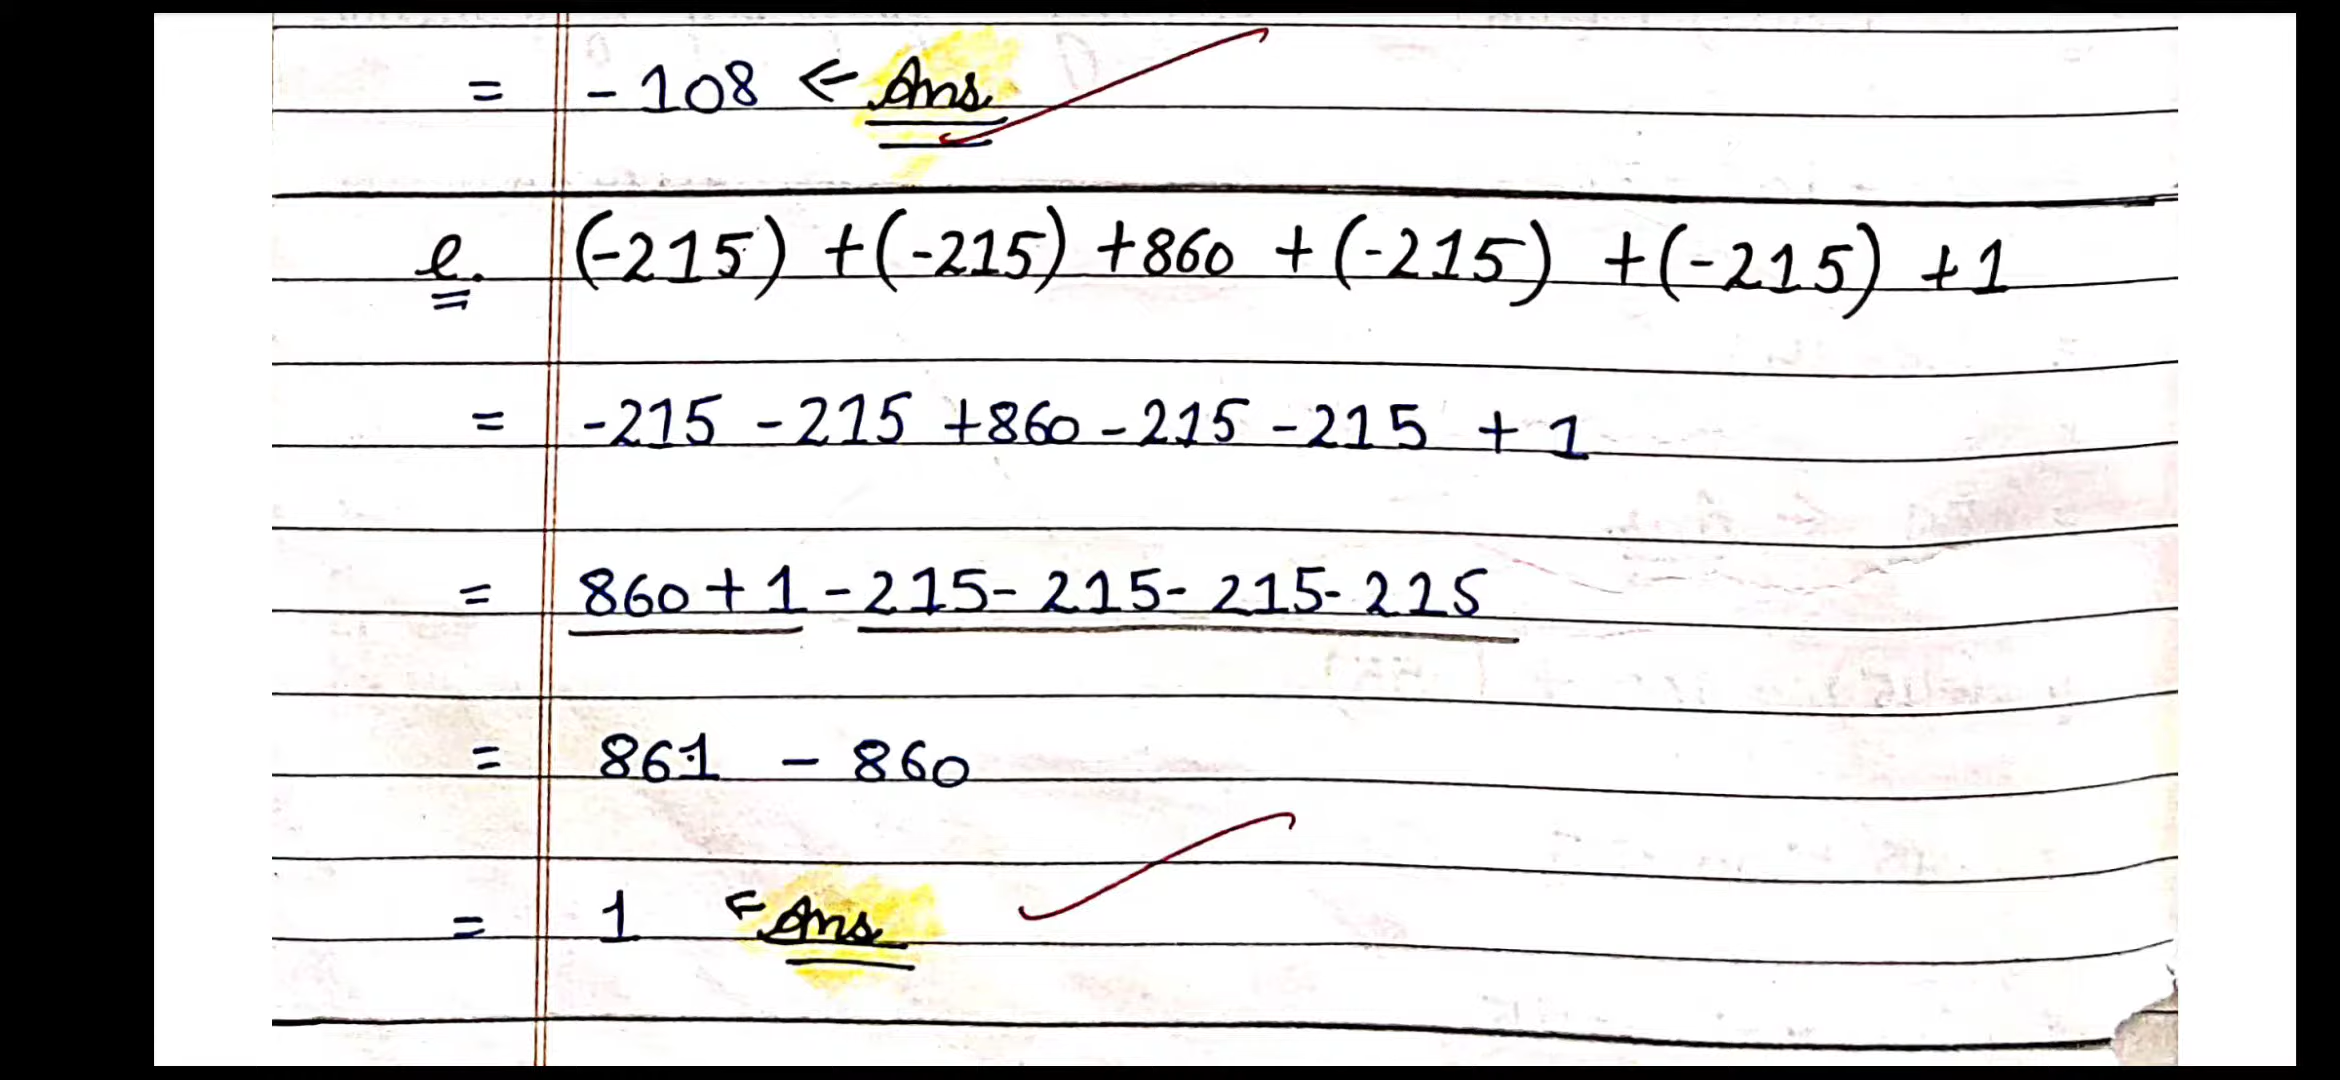 = -108 ← Ans
e. (-215) +(-215) +860 +(-215) +(-215) +1
= -215 -215 +860 -215 -215 +1
= 860+1 -215-215-215-215
= 861 - 860
= 1 ← Ans